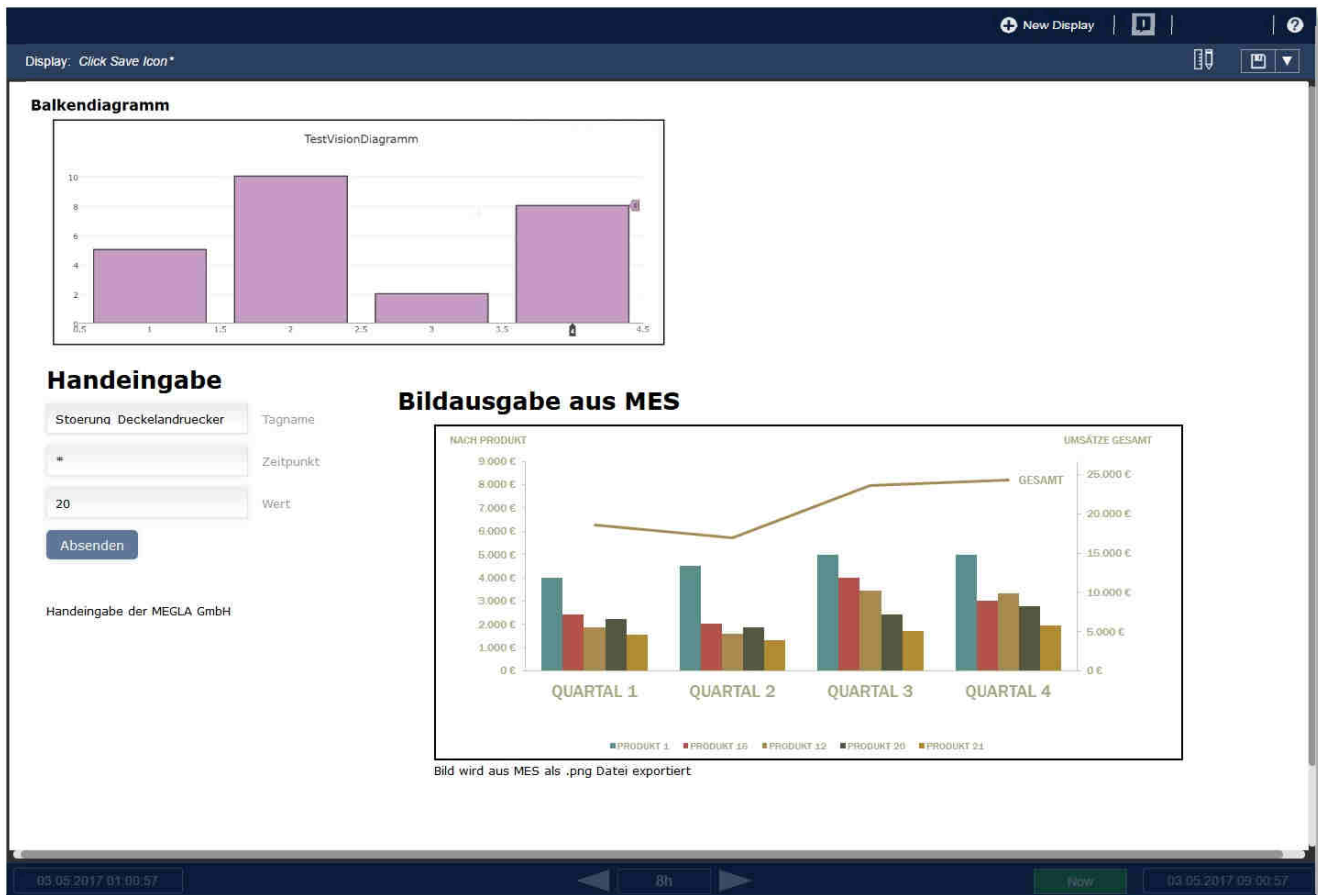 New Display
Display: Click Save Icon*
Balkendiagramm
TestVisionDiagramm
10
8
6
4
2
0
0.5 1 1.5 2 2.5 3 3.5 4 4.5
Handeingabe
Stoerung_Deckelandruecker Tagname
* Zeitpunkt
20 Wert
Absenden
Handeingabe der MEGLA GmbH
Bildausgabe aus MES
NACH PRODUKT UMSÄTZE GESAMT
9.000 €
8.000 €
7.000 €
6.000 €
5.000 €
4.000 €
3.000 €
2.000 €
1.000 €
0 €
GESAMT
25.000 €
20.000 €
15.000 €
10.000 €
5.000 €
0 €
QUARTAL 1 QUARTAL 2 QUARTAL 3 QUARTAL 4
PRODUKT 1 PRODUKT 16 PRODUKT 12 PRODUKT 20 PRODUKT 21
Bild wird aus MES als .png Datei exportiert
03.05.2017 01:00:57 8h Now 03.05.2017 09:00:57